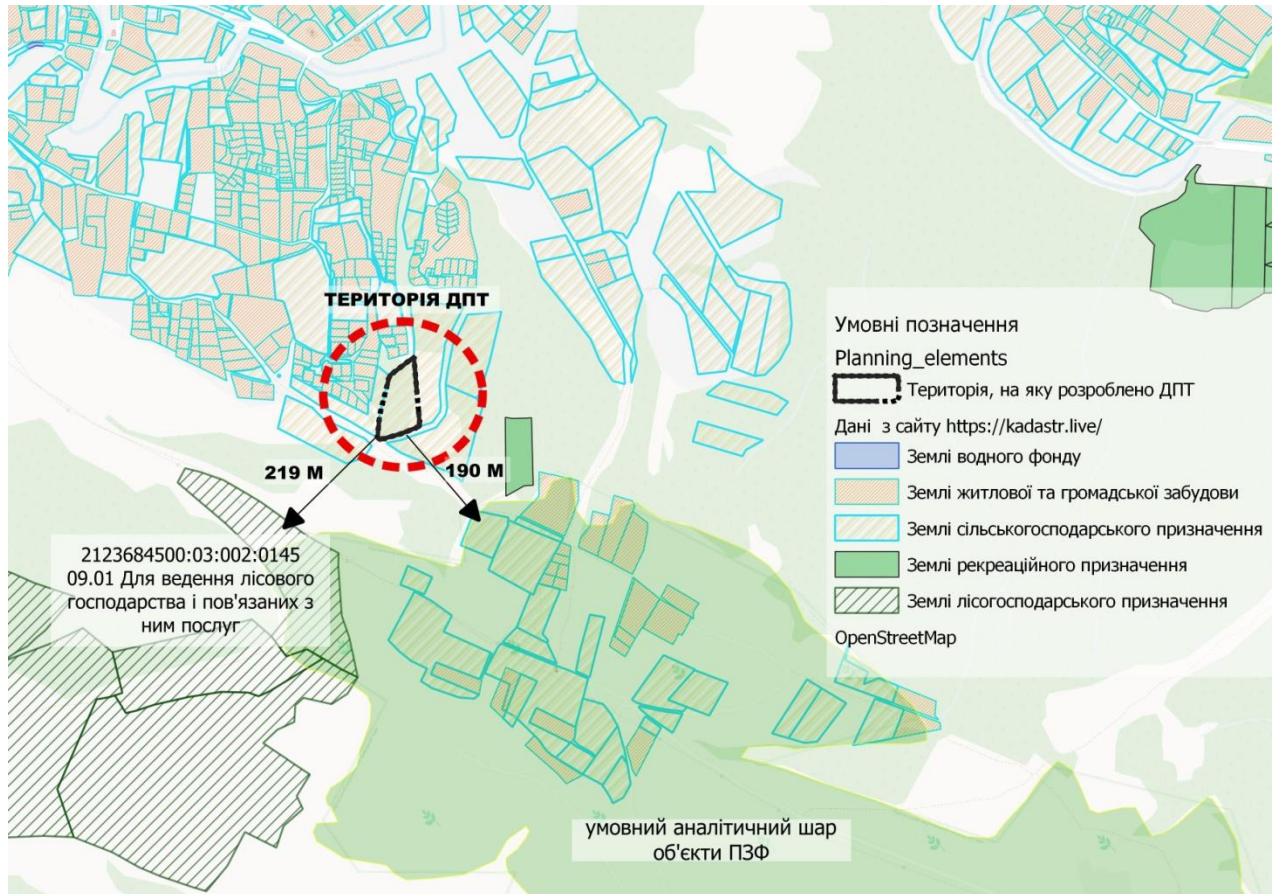 ТЕРИТОРІЯ ДПТ
219 М
190 М
2123684500:03:002:0145
09.01 Для ведення лісового
господарства і пов'язаних з
ним послуг
Умовні позначення
Planning_elements
Територія, на яку розроблено ДПТ
Дані з сайту https://kadastr.live/
Землі водного фонду
Землі житлової та громадської забудови
Землі сільськогосподарського призначення
Землі рекреаційного призначення
Землі лісогосподарського призначення
OpenStreetMap
умовний аналітичний шар
об'єкти ПЗФ